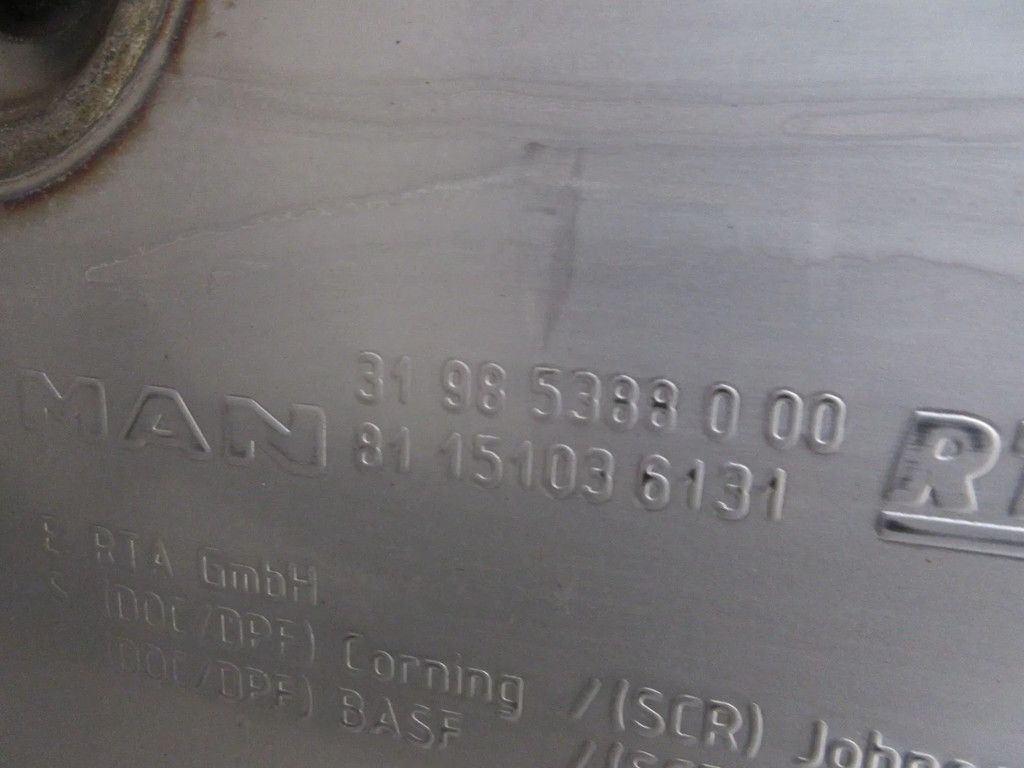 MAN 31 98 5388 0 00
81 15103 6131
E RTA GmbH
S (DOC/DPF) Corning /(SCR)
(DOC/DPF) BASF